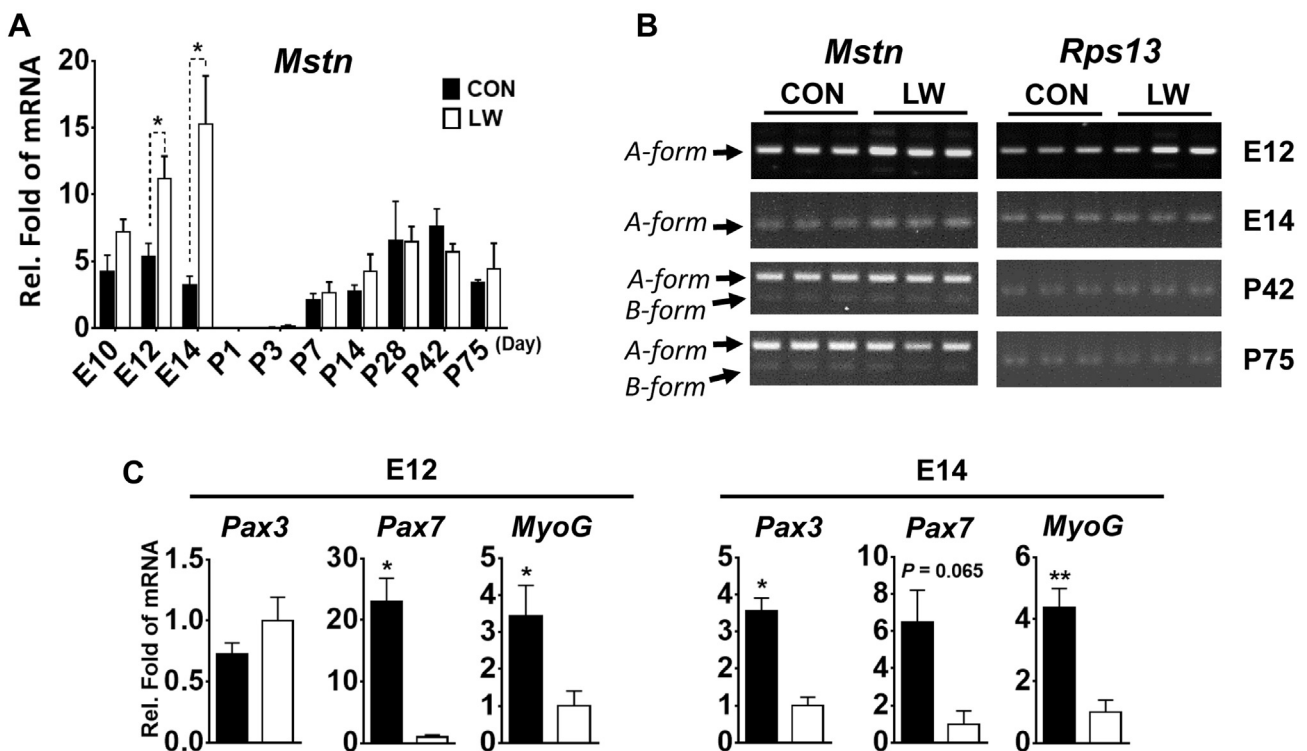 A
Mstn
CON
LW
Rel. Fold of mRNA
20
15
10
5
0
E10 E12 E14 P1 P3 P7 P14 P28 P42 P75 (Day)
* *
B
Mstn Rps13
CON LW CON LW
A-form E12
A-form E14
A-form P42
B-form
A-form P75
B-form
C
E12 E14
Pax3 Pax7 MyoG Pax3 Pax7 MyoG
Rel. Fold of mRNA
1.5
1.0
0.5
0.0
30
20
10
0
*
5
4
3
2
1
0
*
5
4
3
2
1
0
*
10
8
6
4
2
0
P = 0.065
6
4
2
0
**